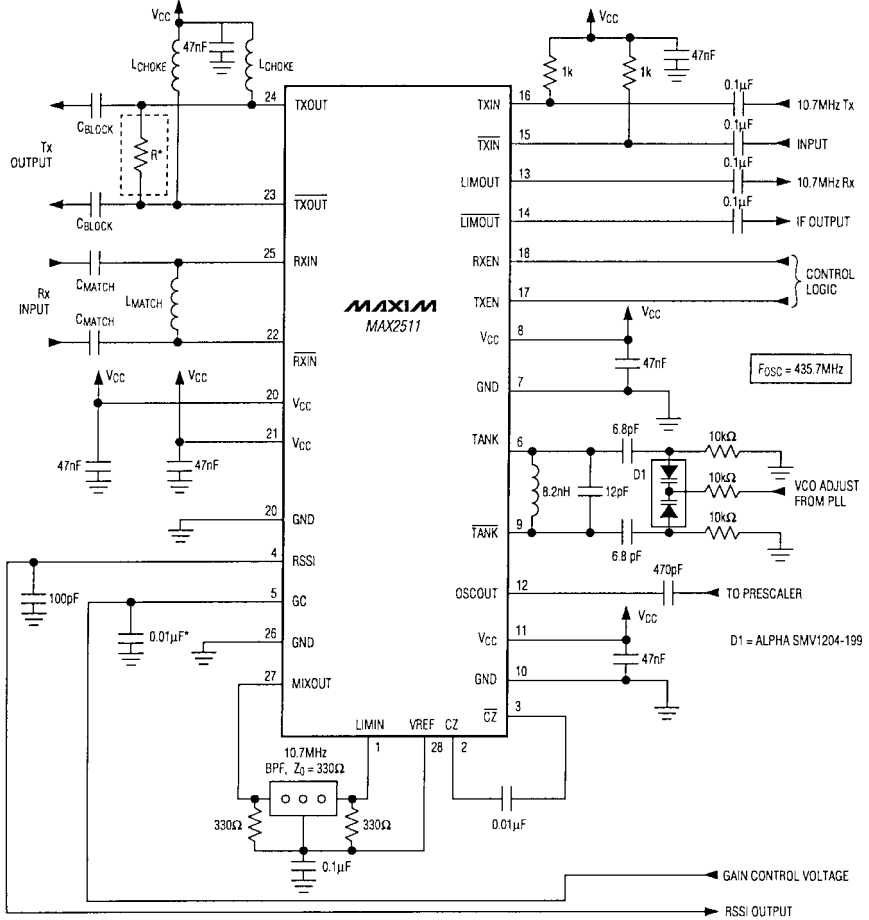 VCC
47nF
LCHOKE
LCHOKE
24
TXOUT
CBLOCK
Tx
OUTPUT
R*
23
TXOUT
CBLOCK
25
RXIN
CMATCH
Rx
INPUT
LMATCH
CMATCH
22
RXIN
VCC
VCC
20
VCC
21
VCC
47nF
47nF
20
GND
4
RSSI
100pF
5
GC
0.01µF*
26
GND
27
MIXOUT
MAXIM
MAX2511
VCC
1k
1k
47nF
TXIN
16
0.1µF
10.7MHz Tx
TXIN
15
0.1µF
INPUT
LIMOUT
13
0.1µF
10.7MHz Rx
LIMOUT
14
0.1µF
IF OUTPUT
RXEN
18
CONTROL
LOGIC
TXEN
17
VCC
VCC
8
47nF
GND
7
FOSC = 435.7MHz
TANK
6
6.8pF
10kΩ
D1
8.2nH
12pF
10kΩ
VCO ADJUST
FROM PLL
10kΩ
TANK
9
6.8 pF
470pF
OSCOUT
12
TO PRESCALER
VCC
VCC
11
47nF
D1 = ALPHA SMV1204-199
GND
10
CZ
3
LIMIN
VREF
CZ
1
28
2
10.7MHz
BPF, Z0 = 330Ω
330Ω
330Ω
0.1µF
0.01µF
GAIN CONTROL VOLTAGE
RSSI OUTPUT